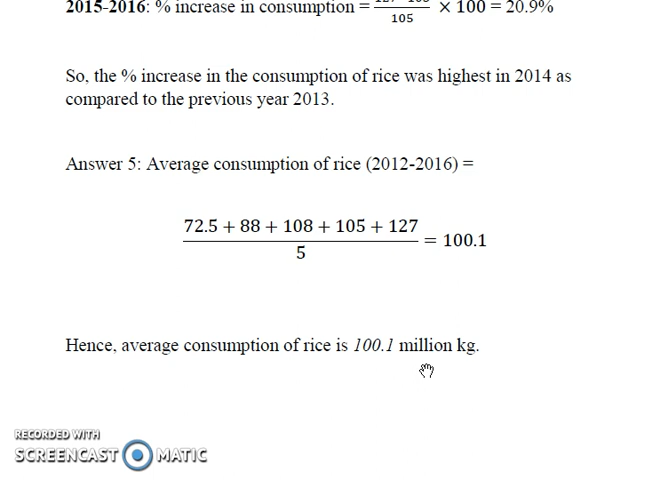 2015-2016: % increase in consumption = 105 × 100 = 20.9%
So, the % increase in the consumption of rice was highest in 2014 as
compared to the previous year 2013.
Answer 5: Average consumption of rice (2012-2016) =
72.5 + 88 + 108 + 105 + 127
5
= 100.1
Hence, average consumption of rice is 100.1 million kg.
RECORDED WITH
SCREENCAST MATIC